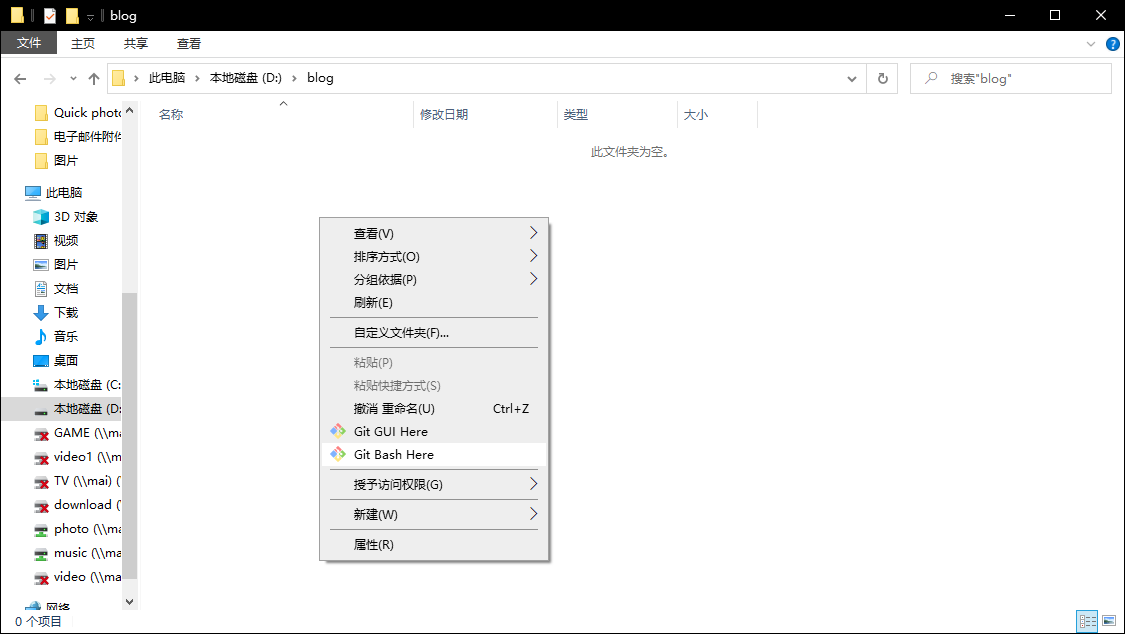 blog
文件 主页 共享 查看
此电脑 本地磁盘 (D:) blog 搜索"blog"
名称 修改日期 类型 大小
此文件夹为空。
Quick photo
电子邮件附件
图片
此电脑
3D 对象
视频
图片
文档
下载
音乐
桌面
本地磁盘 (C:
本地磁盘 (D:
GAME (\\ma
video1 (\\m
TV (\\mai) (
download (
photo (\\ma
music (\\ma
video (\\ma
网络
查看(V)
排序方式(O)
分组依据(P)
刷新(E)
自定义文件夹(F)...
粘贴(P)
粘贴快捷方式(S)
撤消 重命名(U) Ctrl+Z
Git GUI Here
Git Bash Here
授予访问权限(G)
新建(W)
属性(R)
0 个项目